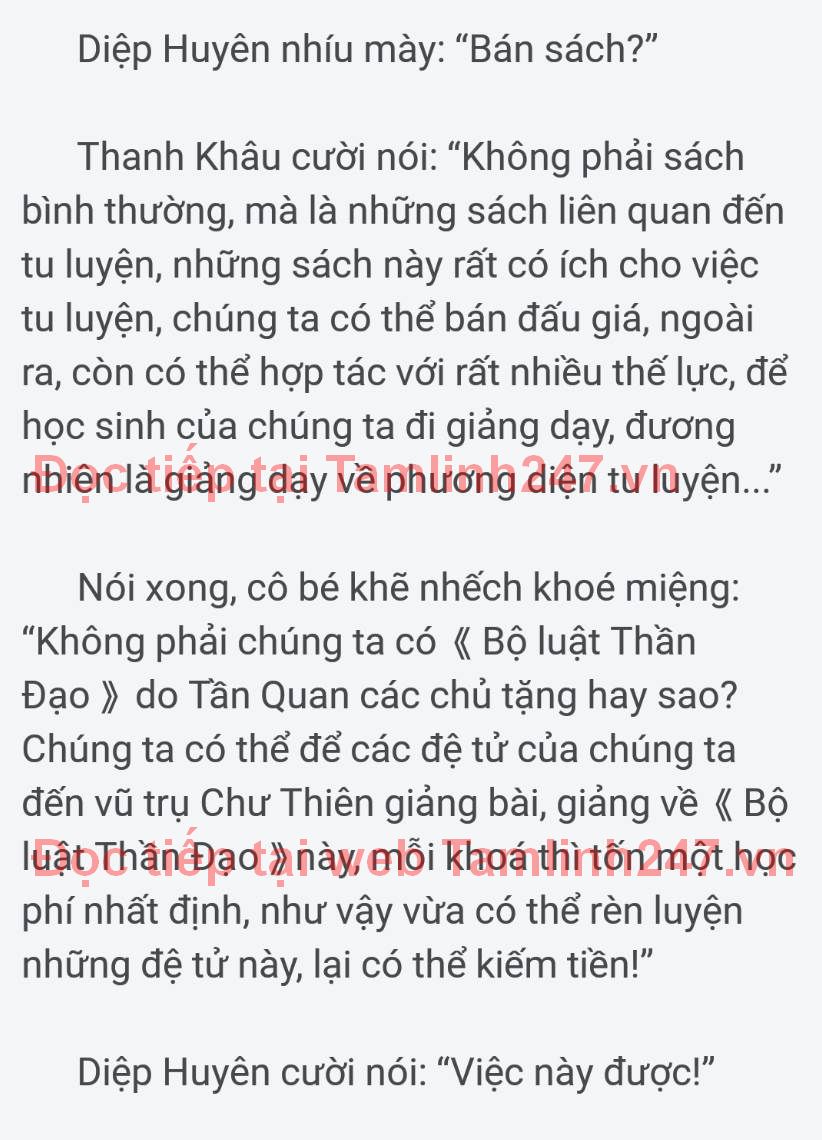 Diệp Huyên nhíu mày: “Bán sách?”
Thanh Khâu cười nói: “Không phải sách
bình thường, mà là những sách liên quan đến
tu luyện, những sách này rất có ích cho việc
tu luyện, chúng ta có thể bán đấu giá, ngoài
ra, còn có thể hợp tác với rất nhiều thế lực, để
học sinh của chúng ta đi giảng dạy, đương
nhiên là giảng dạy về phương diện tu luyện...”
Đọc tiếp tại Tamlinh247.vn
Nói xong, cô bé khẽ nhếch khoé miệng:
“Không phải chúng ta có《 Bộ luật Thần
Đạo 》do Tần Quan các chủ tặng hay sao?
Chúng ta có thể để các đệ tử của chúng ta
đến vũ trụ Chư Thiên giảng bài, giảng về《 Bộ
luật Thần Đạo 》này, mỗi khoá thì tốn một học
Đọc tiếp tại web Tamlinh247.vn
phí nhất định, như vậy vừa có thể rèn luyện
những đệ tử này, lại có thể kiếm tiền!”
Diệp Huyên cười nói: “Việc này được!”